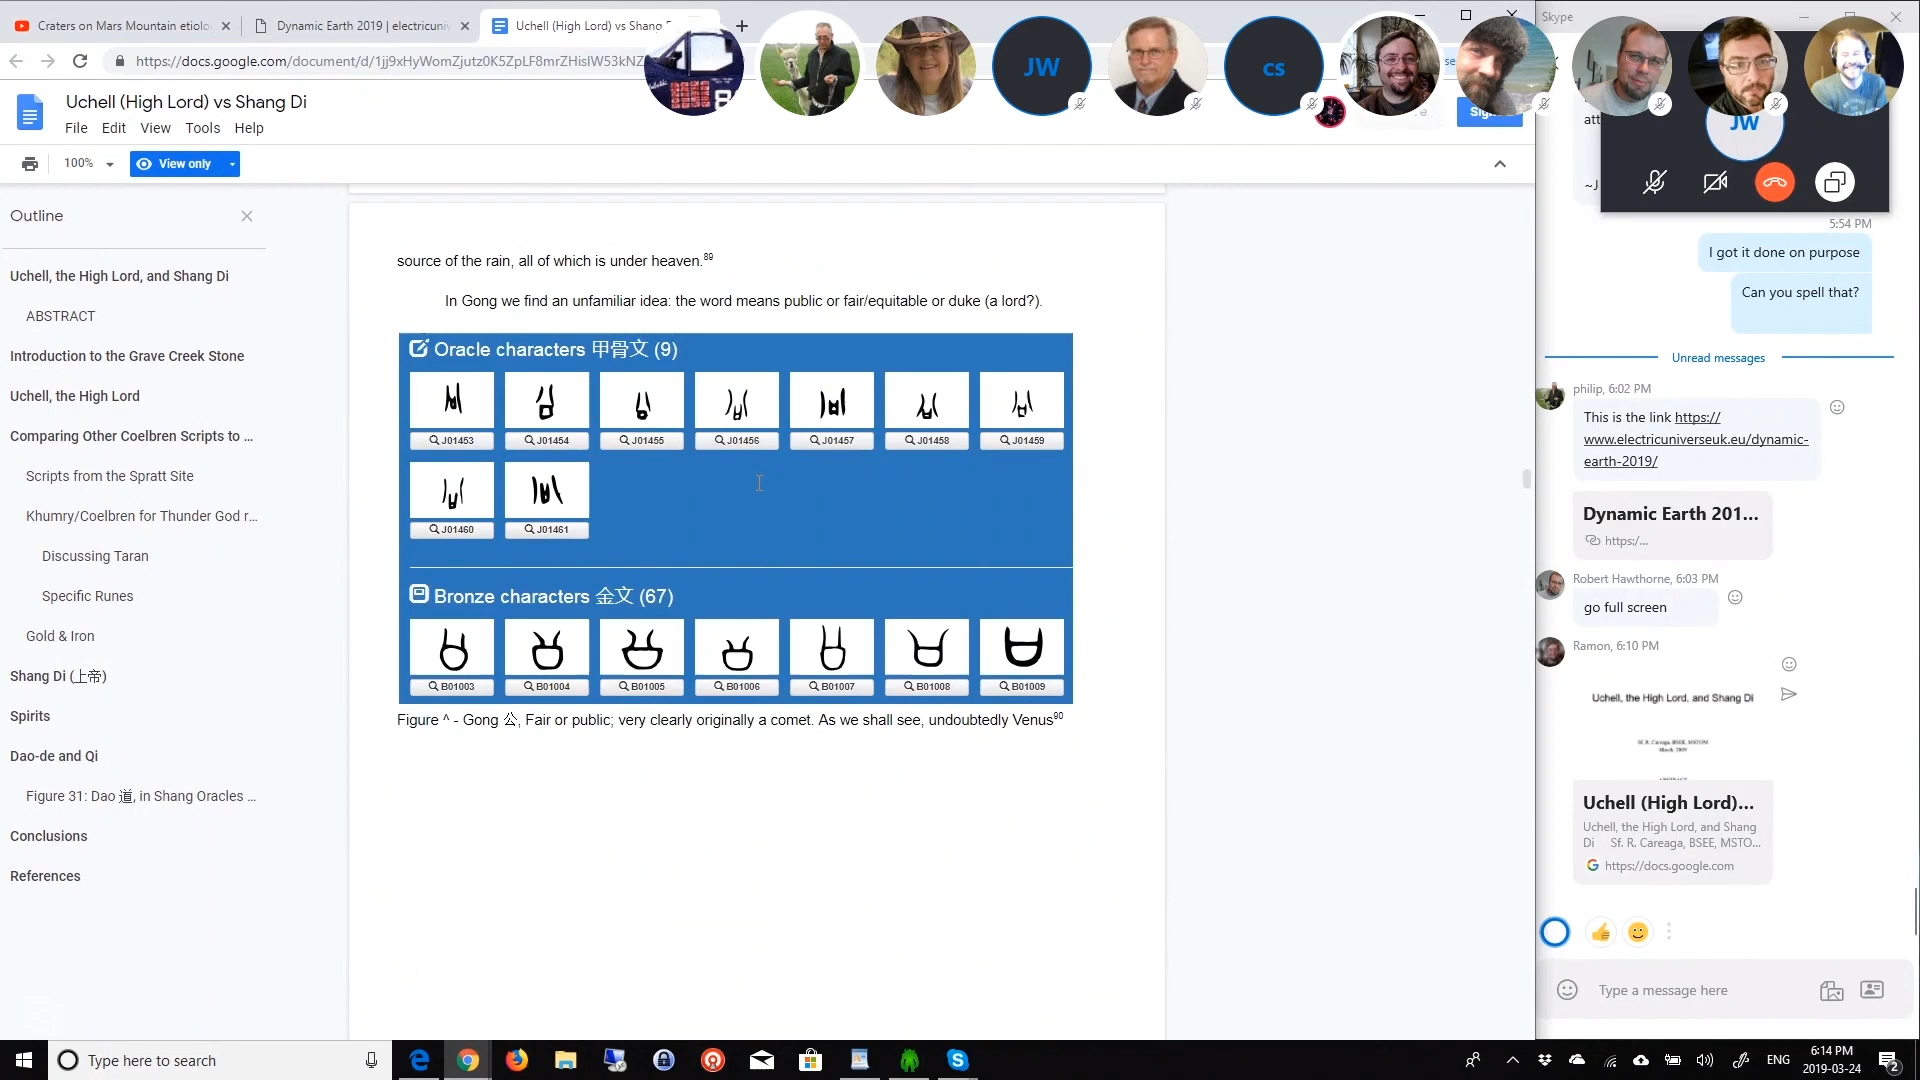 Craters on Mars Mountain etiolo
Dynamic Earth 2019 | electricuni
Uchell (High Lord) vs Shang
Skype
https://docs.google.com/document/d/1jj9xHyWomZjutz0K5ZpLF8mrZHisIW53kNZ
JW
cs
Uchell (High Lord) vs Shang Di
File Edit View Tools Help
100%
View only
Outline
Uchell, the High Lord, and Shang Di
ABSTRACT
Introduction to the Grave Creek Stone
Uchell, the High Lord
Comparing Other Coelbren Scripts to ...
Scripts from the Spratt Site
Khumry/Coelbren for Thunder God r...
Discussing Taran
Specific Runes
Gold & Iron
Shang Di (上帝)
Spirits
Dao-de and Qi
Figure 31: Dao 道, in Shang Oracles ...
Conclusions
References
source of the rain, all of which is under heaven.89
In Gong we find an unfamiliar idea: the word means public or fair/equitable or duke (a lord?).
Oracle characters 甲骨文 (9)
J01453 J01454 J01455 J01456 J01457 J01458 J01459
J01460 J01461
Bronze characters 金文 (67)
B01003 B01004 B01005 B01006 B01007 B01008 B01009
Figure ^ - Gong 公, Fair or public; very clearly originally a comet. As we shall see, undoubtedly Venus90
att
JW
~J
5:54 PM
I got it done on purpose
Can you spell that?
Unread messages
philip, 6:02 PM
This is the link https://
www.electricuniverseuk.eu/dynamic-
earth-2019/
Dynamic Earth 201...
https:/...
Robert Hawthorne, 6:03 PM
go full screen
Ramon, 6:10 PM
Uchell, the High Lord, and Shang Di
Sf. R. Careaga, BSEE, MSTOM
March, 2019
Uchell (High Lord)...
Uchell, the High Lord, and Shang
Di Sf. R. Careaga, BSEE, MSTO...
https://docs.google.com
Type a message here
Type here to search
ENG
6:14 PM
2019-03-24
2